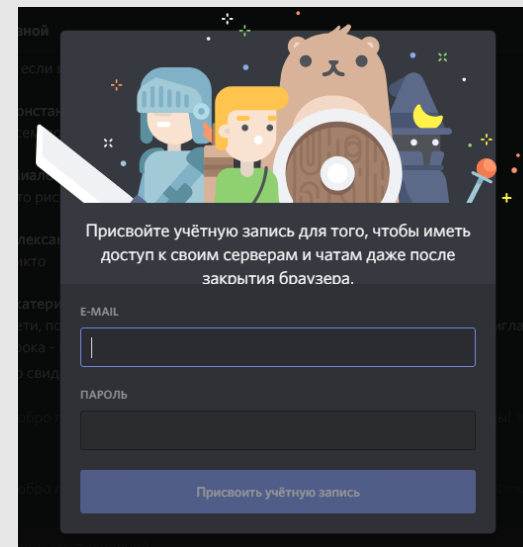 Присвойте учётную запись для того, чтобы иметь
доступ к своим серверам и чатам даже после
закрытия браузера.
E-MAIL
ПАРОЛЬ
Присвоить учётную запись